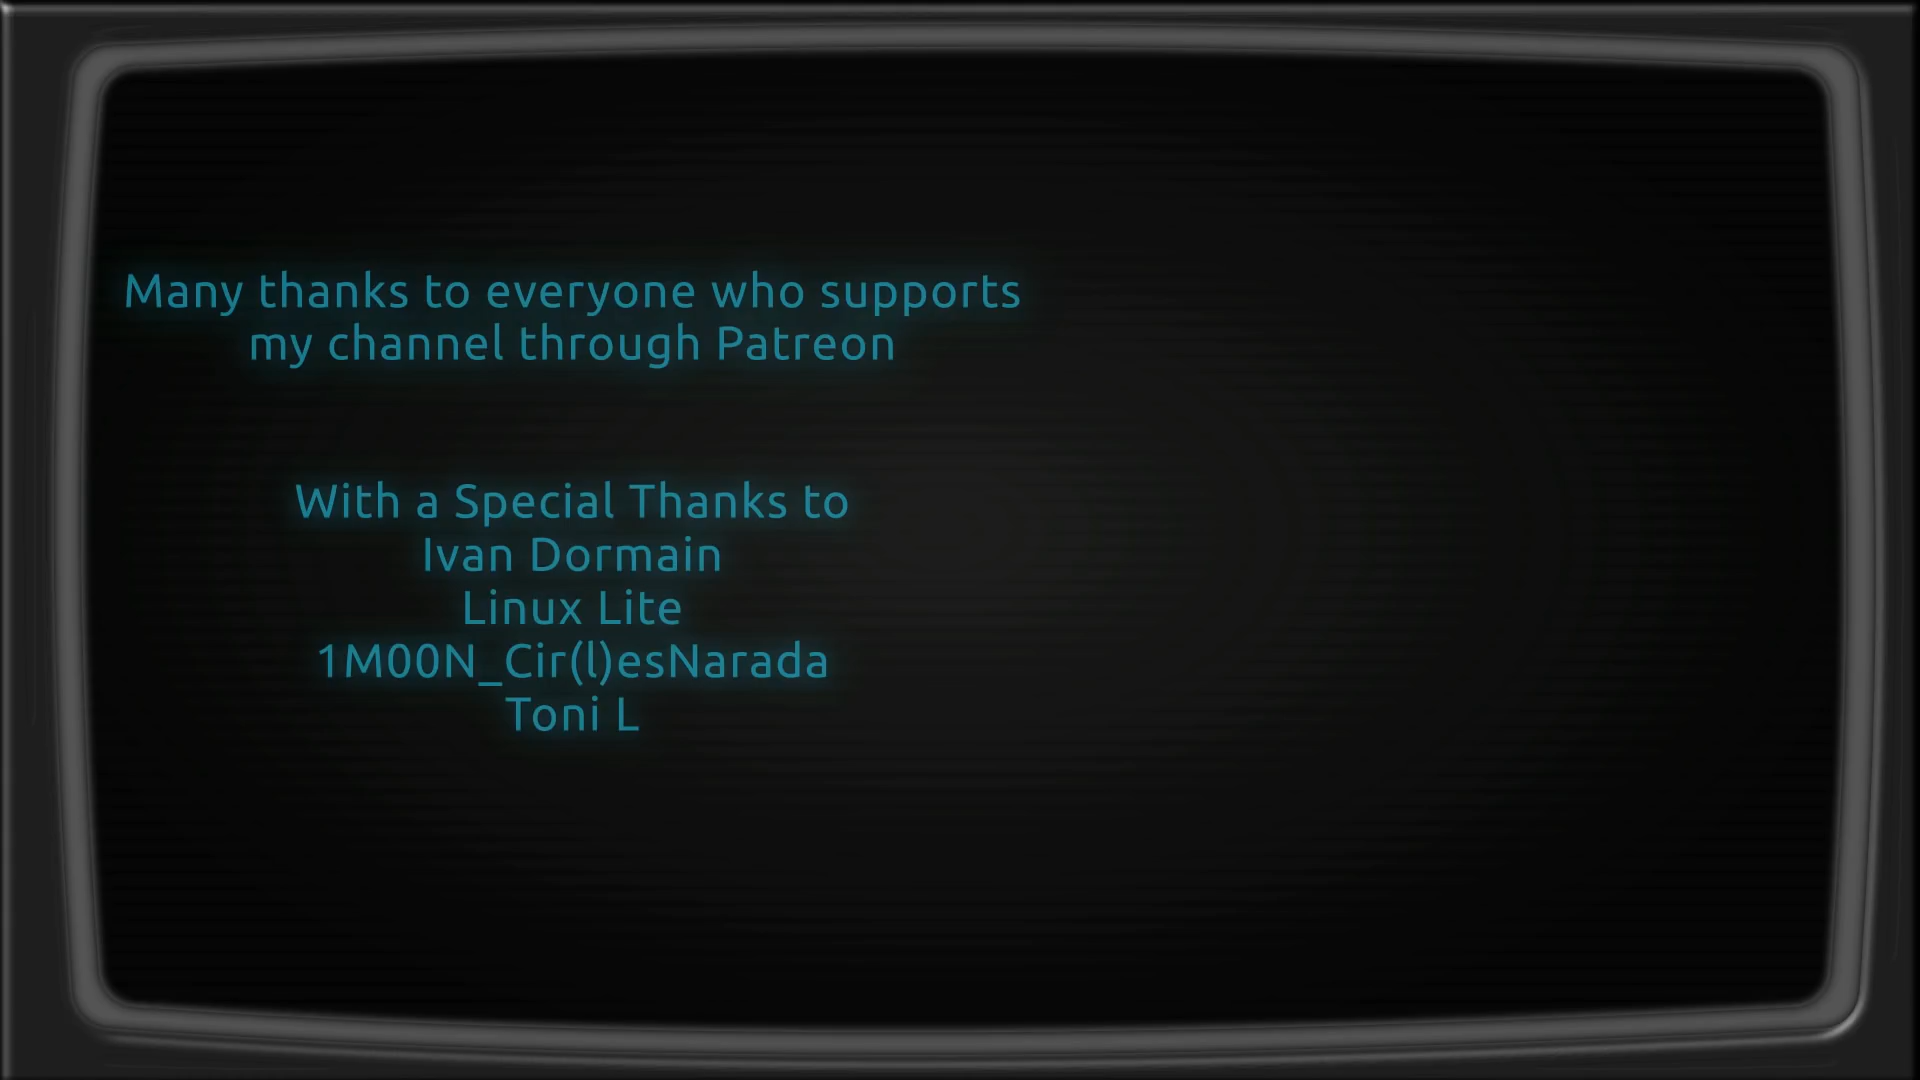 Many thanks to everyone who supports
my channel through Patreon
With a Special Thanks to
Ivan Dormain
Linux Lite
1M00N_Cir(l)esNarada
Toni L